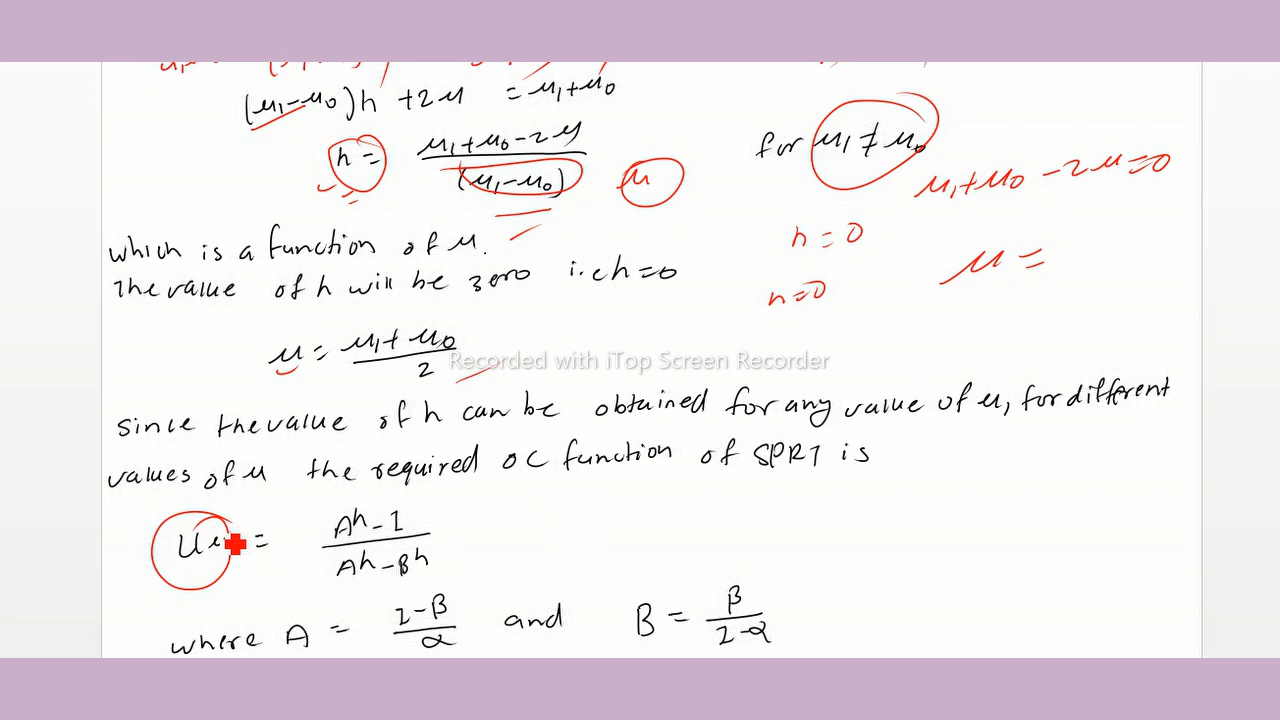 (μ₁-μ₀)h + 2μ = μ₁+μ₀
h = (μ₁+μ₀-2μ)/(μ₁-μ₀) μ for μ₁ ≠ μ₀
μ₁+μ₀-2μ=0
which is a function of μ.
h=0
The value of h will be zero i.e h=0
μ =
h=0
μ = (μ₁+μ₀)/2
Recorded with iTop Screen Recorder
since the value of h can be obtained for any value of μ, for different
values of μ the required OC function of SPRT is
= (Aʰ-1)/(Aʰ-Bʰ)
where A = (1-β)/α and B = β/(1-α)